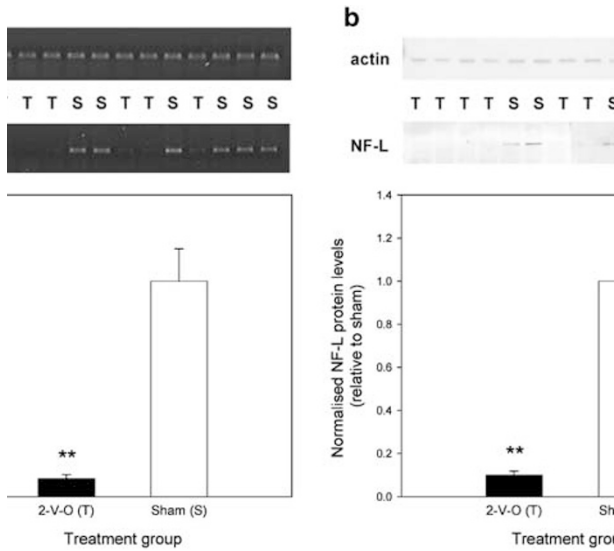 b
actin
T T S S T T S T S S S
T T T T S S T T S
NF-L
1.4
1.2
1.0
0.8
0.6
0.4
0.2
0.0
Normalised NF-L protein levels
(relative to sham)
**
**
2-V-O (T)
Sham (S)
2-V-O (T)
Sh
Treatment group
Treatment grou